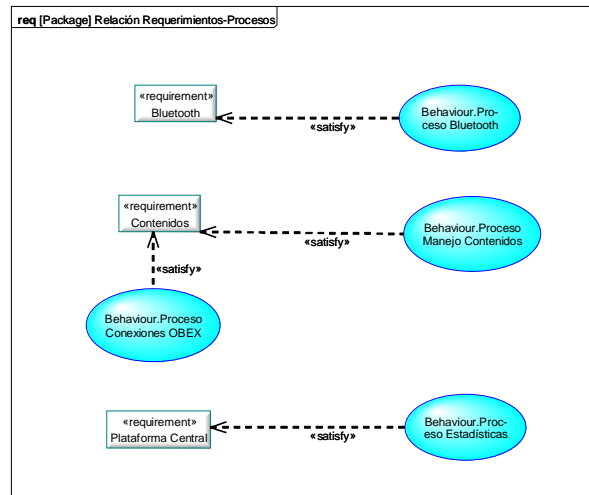 req [Package] Relación Requerimientos-Procesos
«requirement»
Bluetooth
«satisfy»
Behaviour.Pro-
ceso Bluetooth
«requirement»
Contenidos
«satisfy»
Behaviour.Proceso
Manejo Contenidos
«satisfy»
Behaviour.Proceso
Conexiones OBEX
«requirement»
Plataforma Central
«satisfy»
Behaviour.Proc-
eso Estadísticas